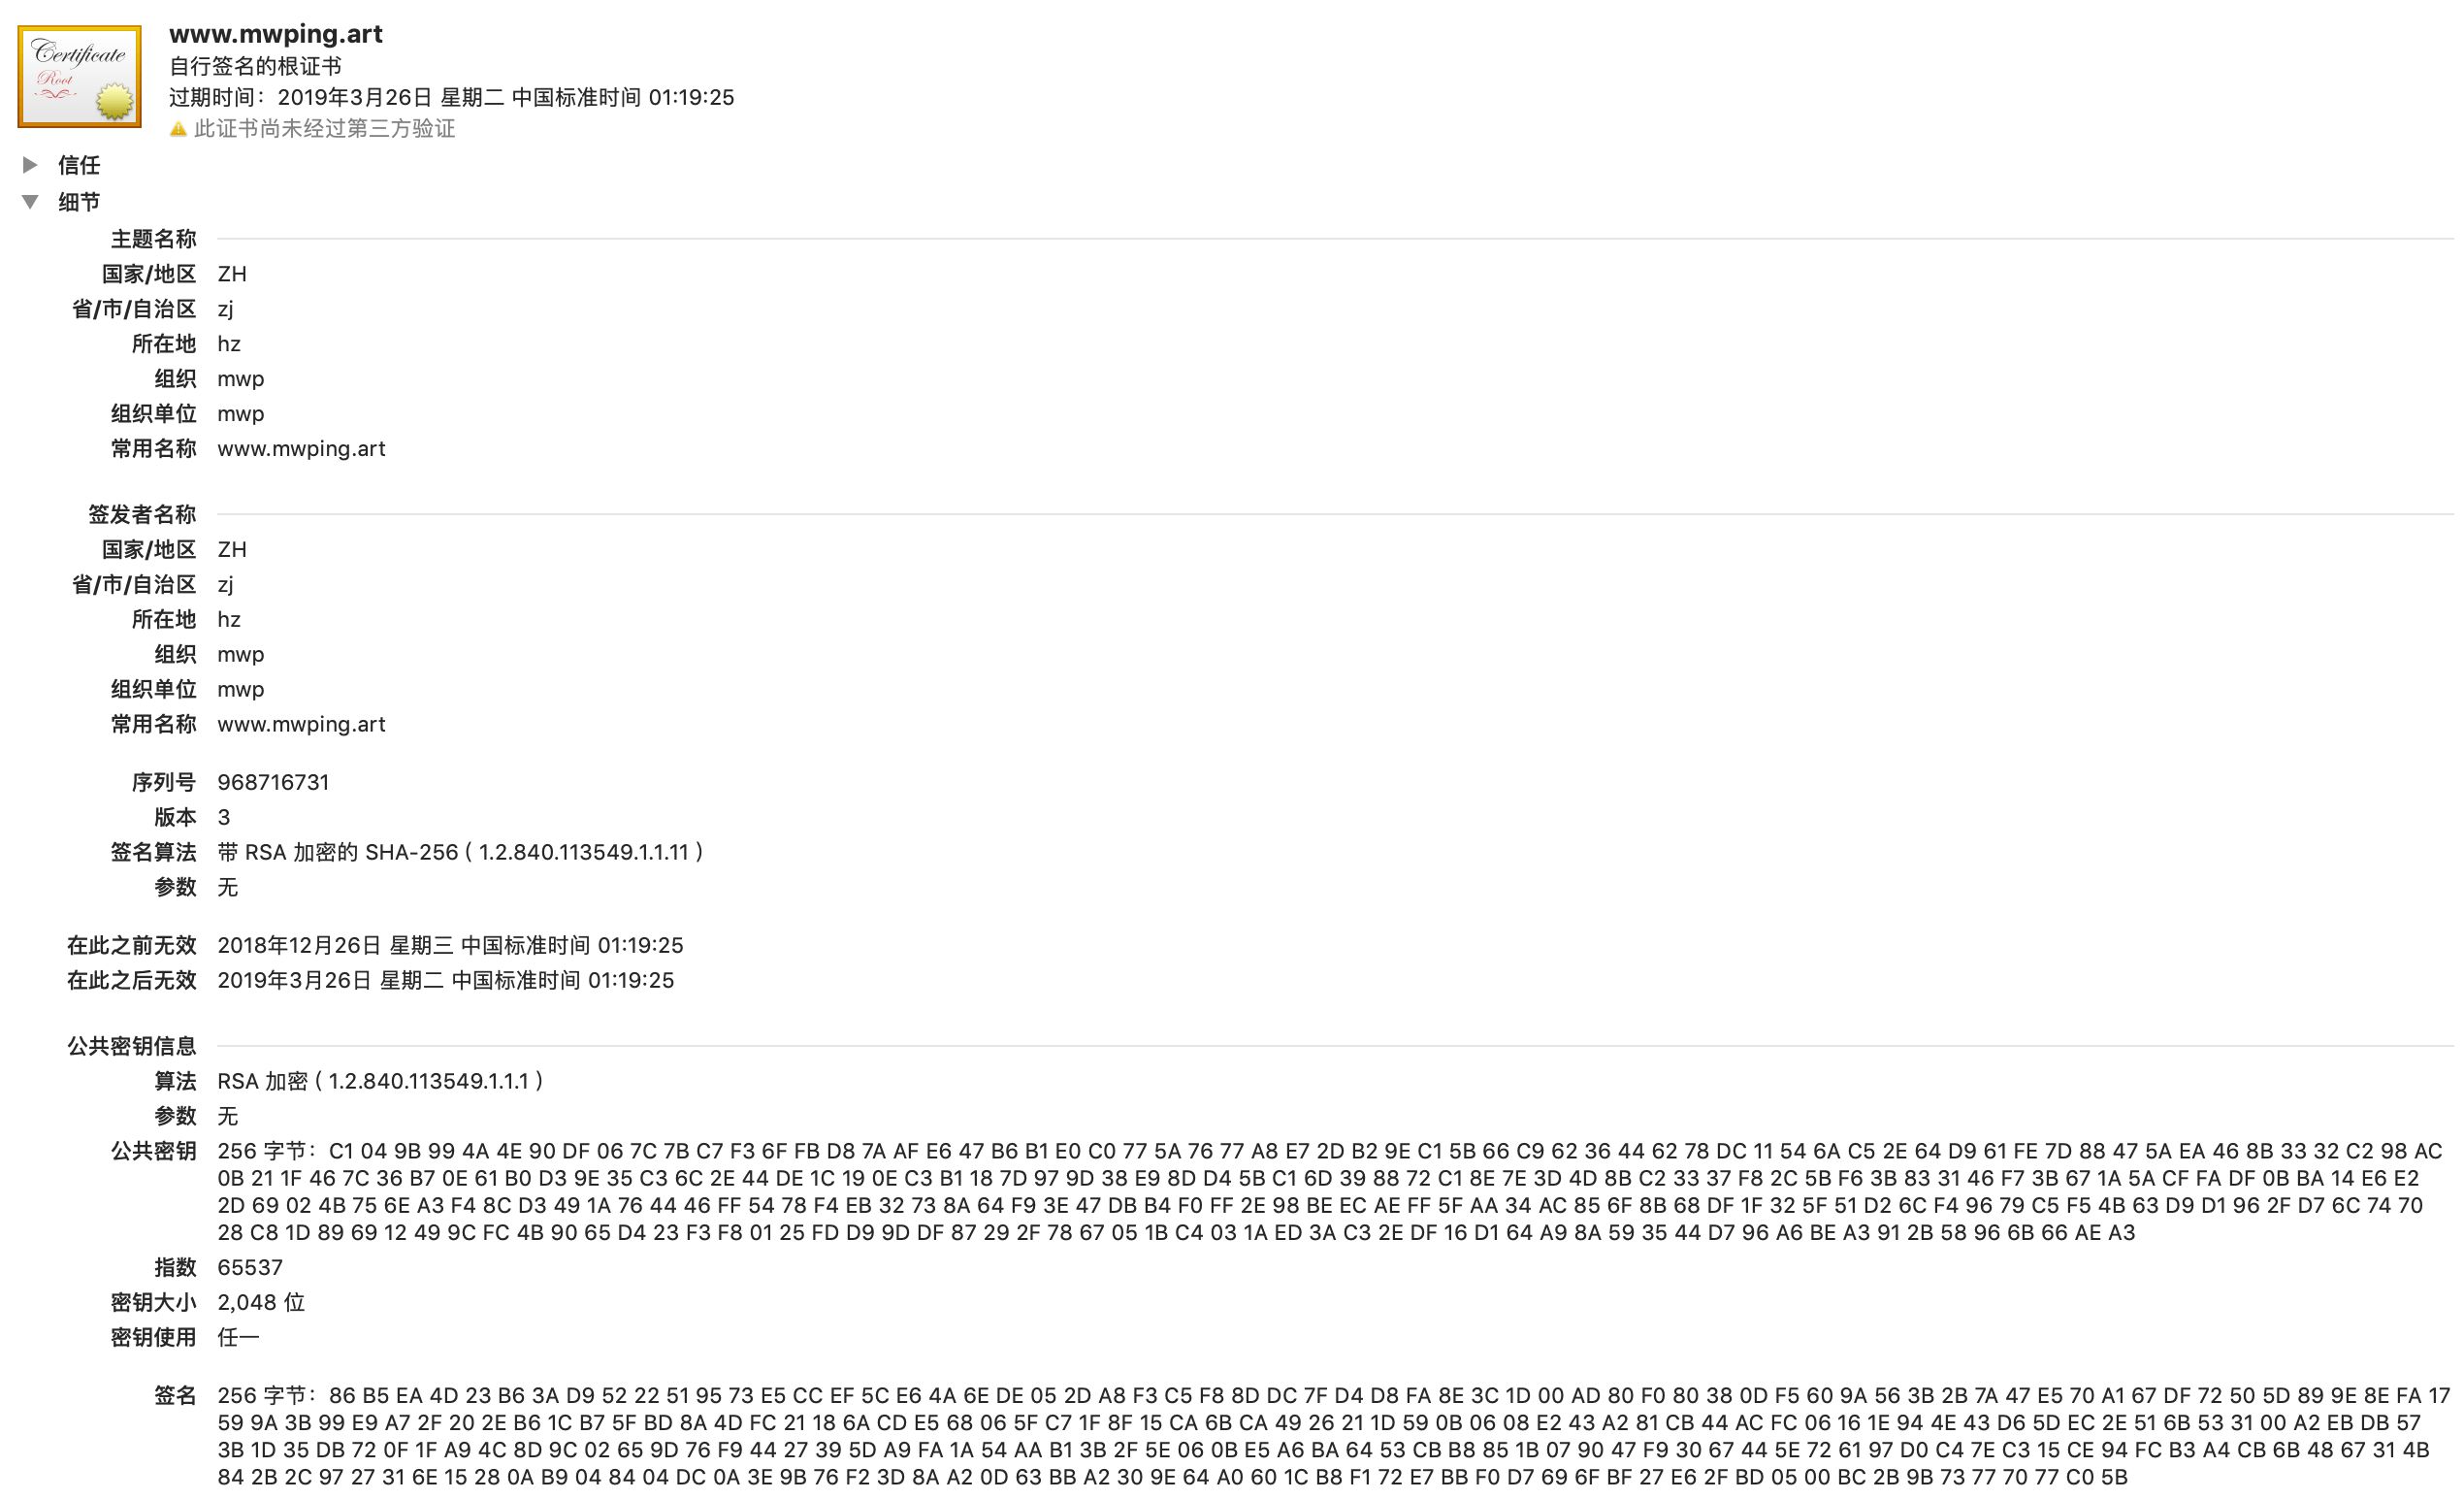 Certificate
Root
www.mwping.art
自行签名的根证书
过期时间：2019年3月26日 星期二 中国标准时间 01:19:25
此证书尚未经过第三方验证
信任
细节
主题名称
国家/地区 ZH
省/市/自治区 zj
所在地 hz
组织 mwp
组织单位 mwp
常用名称 www.mwping.art
签发者名称
国家/地区 ZH
省/市/自治区 zj
所在地 hz
组织 mwp
组织单位 mwp
常用名称 www.mwping.art
序列号 968716731
版本 3
签名算法 带 RSA 加密的 SHA-256 ( 1.2.840.113549.1.1.11 )
参数 无
在此之前无效 2018年12月26日 星期三 中国标准时间 01:19:25
在此之后无效 2019年3月26日 星期二 中国标准时间 01:19:25
公共密钥信息
算法 RSA 加密 ( 1.2.840.113549.1.1.1 )
参数 无
公共密钥 256 字节：C1 04 9B 99 4A 4E 90 DF 06 7C 7B C7 F3 6F FB D8 7A AF E6 47 B6 B1 E0 C0 77 5A 76 77 A8 E7 2D B2 9E C1 5B 66 C9 62 36 44 62 78 DC 11 54 6A C5 2E 64 D9 61 FE 7D 88 47 5A EA 46 8B 33 32 C2 98 AC
0B 21 1F 46 7C 36 B7 0E 61 B0 D3 9E 35 C3 6C 2E 44 DE 1C 19 0E C3 B1 18 7D 97 9D 38 E9 8D D4 5B C1 6D 39 88 72 C1 8E 7E 3D 4D 8B C2 33 37 F8 2C 5B F6 3B 83 31 46 F7 3B 67 1A 5A CF FA DF 0B BA 14 E6 E2
2D 69 02 4B 75 6E A3 F4 8C D3 49 1A 76 44 46 FF 54 78 F4 EB 32 73 8A 64 F9 3E 47 DB B4 F0 FF 2E 98 BE EC AE FF 5F AA 34 AC 85 6F 8B 68 DF 1F 32 5F 51 D2 6C F4 96 79 C5 F5 4B 63 D9 D1 96 2F D7 6C 74 70
28 C8 1D 89 69 12 49 9C FC 4B 90 65 D4 23 F3 F8 01 25 FD D9 9D DF 87 29 2F 78 67 05 1B C4 03 1A ED 3A C3 2E DF 16 D1 64 A9 8A 59 35 44 D7 96 A6 BE A3 91 2B 58 96 6B 66 AE A3
指数 65537
密钥大小 2,048 位
密钥使用 任一
签名 256 字节：86 B5 EA 4D 23 B6 3A D9 52 22 51 95 73 E5 CC EF 5C E6 4A 6E DE 05 2D A8 F3 C5 F8 8D DC 7F D4 D8 FA 8E 3C 1D 00 AD 80 F0 80 38 0D F5 60 9A 56 3B 2B 7A 47 E5 70 A1 67 DF 72 50 5D 89 9E 8E FA 17
59 9A 3B 99 E9 A7 2F 20 2E B6 1C B7 5F BD 8A 4D FC 21 18 6A CD E5 68 06 5F C7 1F 8F 15 CA 6B CA 49 26 21 1D 59 0B 06 08 E2 43 A2 81 CB 44 AC FC 06 16 1E 94 4E 43 D6 5D EC 2E 51 6B 53 31 00 A2 EB DB 57
3B 1D 35 DB 72 0F 1F A9 4C 8D 9C 02 65 9D 76 F9 44 27 39 5D A9 FA 1A 54 AA B1 3B 2F 5E 06 0B E5 A6 BA 64 53 CB B8 85 1B 07 90 47 F9 30 67 44 5E 72 61 97 D0 C4 7E C3 15 CE 94 FC B3 A4 CB 6B 48 67 31 4B
84 2B 2C 97 27 31 6E 15 28 0A B9 04 84 04 DC 0A 3E 9B 76 F2 3D 8A A2 0D 63 BB A2 30 9E 64 A0 60 1C B8 F1 72 E7 BB F0 D7 69 6F BF 27 E6 2F BD 05 00 BC 2B 9B 73 77 70 77 C0 5B